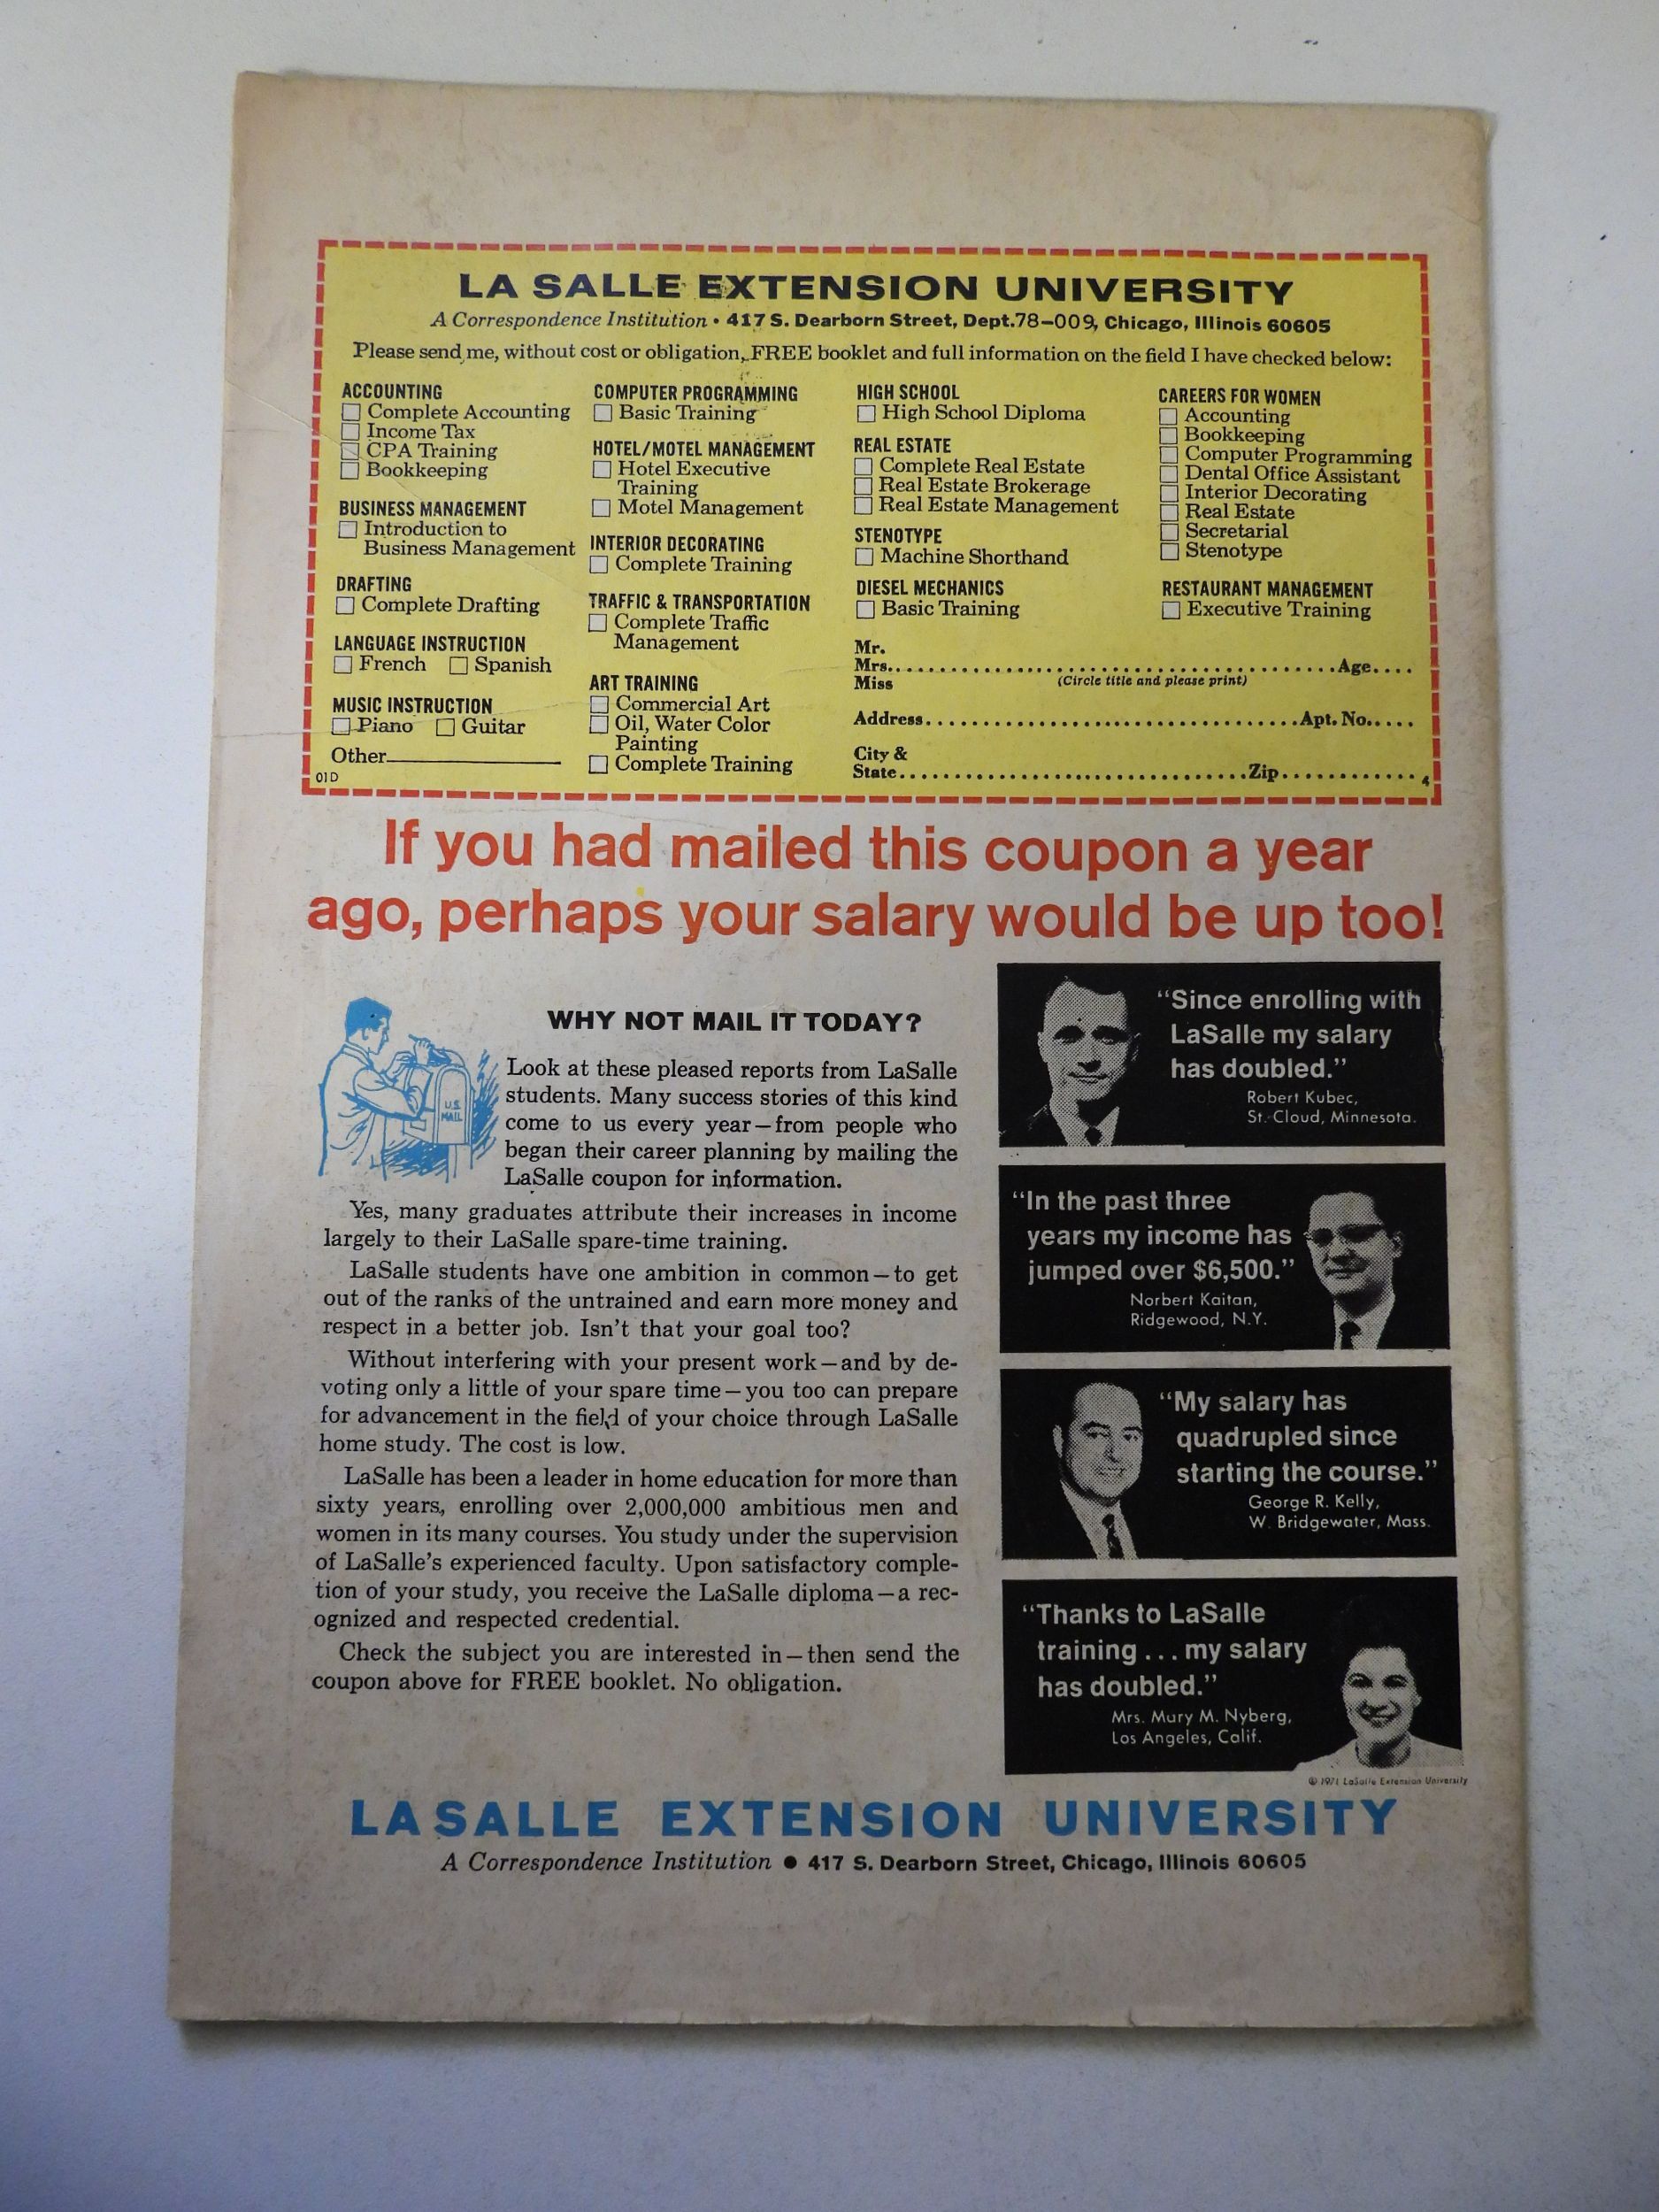 LA SALLE EXTENSION UNIVERSITY
A Correspondence Institution • 417 S. Dearborn Street, Dept. 78-009, Chicago, Illinois 60605
Please send me, without cost or obligation, FREE booklet and full information on the field I have checked below:
ACCOUNTING
Complete Accounting
Income Tax
CPA Training
Bookkeeping
BUSINESS MANAGEMENT
Introduction to
Business Management
DRAFTING
Complete Drafting
LANGUAGE INSTRUCTION
French Spanish
MUSIC INSTRUCTION
Piano Guitar
Other
01D
COMPUTER PROGRAMMING
Basic Training
HOTEL/MOTEL MANAGEMENT
Hotel Executive
Training
Motel Management
INTERIOR DECORATING
Complete Training
TRAFFIC & TRANSPORTATION
Complete Traffic
Management
ART TRAINING
Commercial Art
Oil, Water Color
Painting
Complete Training
HIGH SCHOOL
High School Diploma
REAL ESTATE
Complete Real Estate
Real Estate Brokerage
Real Estate Management
STENOTYPE
Machine Shorthand
DIESEL MECHANICS
Basic Training
CAREERS FOR WOMEN
Accounting
Bookkeeping
Computer Programming
Dental Office Assistant
Interior Decorating
Real Estate
Secretarial
Stenotype
RESTAURANT MANAGEMENT
Executive Training
Mr.
Mrs. Age
Miss (Circle title and please print)
Address Apt. No.
City &
State Zip 4
If you had mailed this coupon a year
ago, perhaps your salary would be up too!
WHY NOT MAIL IT TODAY?
U.S.
MAIL
Look at these pleased reports from LaSalle
students. Many success stories of this kind
come to us every year—from people who
began their career planning by mailing the
LaSalle coupon for information.
Yes, many graduates attribute their increases in income
largely to their LaSalle spare-time training.
LaSalle students have one ambition in common—to get
out of the ranks of the untrained and earn more money and
respect in a better job. Isn't that your goal too?
Without interfering with your present work—and by de-
voting only a little of your spare time—you too can prepare
for advancement in the field of your choice through LaSalle
home study. The cost is low.
LaSalle has been a leader in home education for more than
sixty years, enrolling over 2,000,000 ambitious men and
women in its many courses. You study under the supervision
of LaSalle's experienced faculty. Upon satisfactory comple-
tion of your study, you receive the LaSalle diploma—a rec-
ognized and respected credential.
Check the subject you are interested in—then send the
coupon above for FREE booklet. No obligation.
"Since enrolling with
LaSalle my salary
has doubled."
Robert Kubec,
St. Cloud, Minnesota.
"In the past three
years my income has
jumped over $6,500."
Norbert Kaitan,
Ridgewood, N.Y.
"My salary has
quadrupled since
starting the course."
George R. Kelly,
W. Bridgewater, Mass.
"Thanks to LaSalle
training . . . my salary
has doubled."
Mrs. Mary M. Nyberg,
Los Angeles, Calif.
© 1971 LaSalle Extension University
LASALLE EXTENSION UNIVERSITY
A Correspondence Institution • 417 S. Dearborn Street, Chicago, Illinois 60605